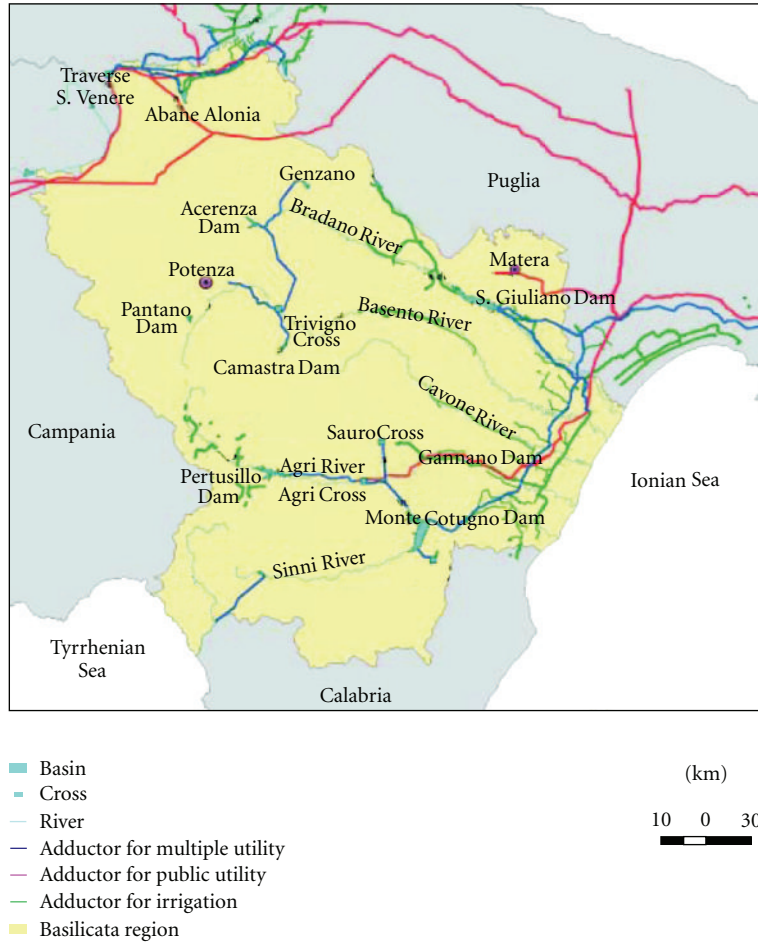 Traverse
S. Venere
Abane Alonia
Genzano
Puglia
Acerenza
Dam
Bradano River
Matera
Potenza
S. Giuliano Dam
Pantano
Dam
Trivigno
Cross
Basento River
Camastra Dam
Cavone River
Campania
SauroCross
Gannano Dam
Agri River
Pertusillo
Dam
Agri Cross
Ionian Sea
Monte Cotugno Dam
Sinni River
Tyrrhenian
Sea
Calabria
Basin
Cross
River
Adductor for multiple utility
Adductor for public utility
Adductor for irrigation
Basilicata region
(km)
10 0 30